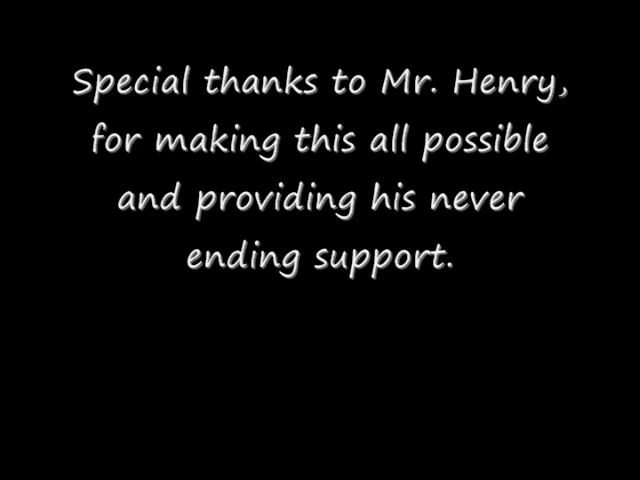 Special thanks to Mr. Henry,
for making this all possible
and providing his never
ending support.